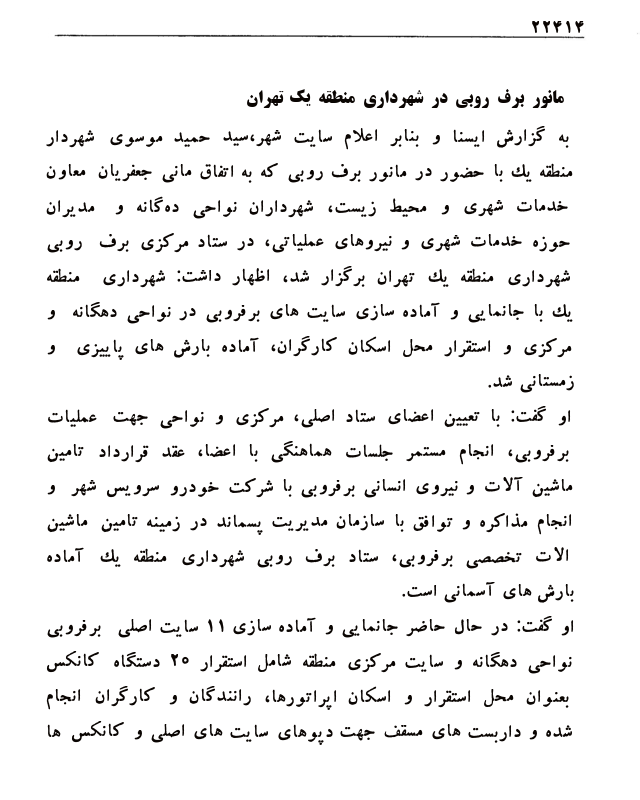 ۲۲۴۱۴
مانور برف روبی در شهرداری منطقه یک تهران
به گزارش ایسنا و بنابر اعلام سایت شهر،سید حمید موسوی شهردار
منطقه یك با حضور در مانور برف روبی که به اتفاق مانی جعفریان معاون
خدمات شهری و محیط زیست، شهرداران نواحی ده‌گانه و مدیران
حوزه خدمات شهری و نیروهای عملیاتی، در ستاد مرکزی برف روبی
شهرداری منطقه یك تهران برگزار شد، اظهار داشت: شهرداری منطقه
یك با جانمایی و آماده سازی سایت های برفروبی در نواحی دهگانه و
مرکزی و استقرار محل اسکان کارگران، آماده بارش های پاییزی و
زمستانی شد.
او گفت: با تعیین اعضای ستاد اصلی، مرکزی و نواحی جهت عملیات
برفروبی، انجام مستمر جلسات هماهنگی با اعضا، عقد قرارداد تامین
ماشین آلات و نیروی انسانی برفروبی با شرکت خودرو سرویس شهر و
انجام مذاکره و توافق با سازمان مدیریت پسماند در زمینه تامین ماشین
الات تخصصی برفروبی، ستاد برف روبی شهرداری منطقه یك آماده
بارش های آسمانی است.
او گفت: در حال حاضر جانمایی و آماده سازی ۱۱ سایت اصلی برفروبی
نواحی دهگانه و سایت مرکزی منطقه شامل استقرار ۲۵ دستگاه کانکس
بعنوان محل استقرار و اسکان اپراتورها، رانندگان و کارگران انجام
شده و داربست های مسقف جهت دپوهای سایت های اصلی و کانکس ها